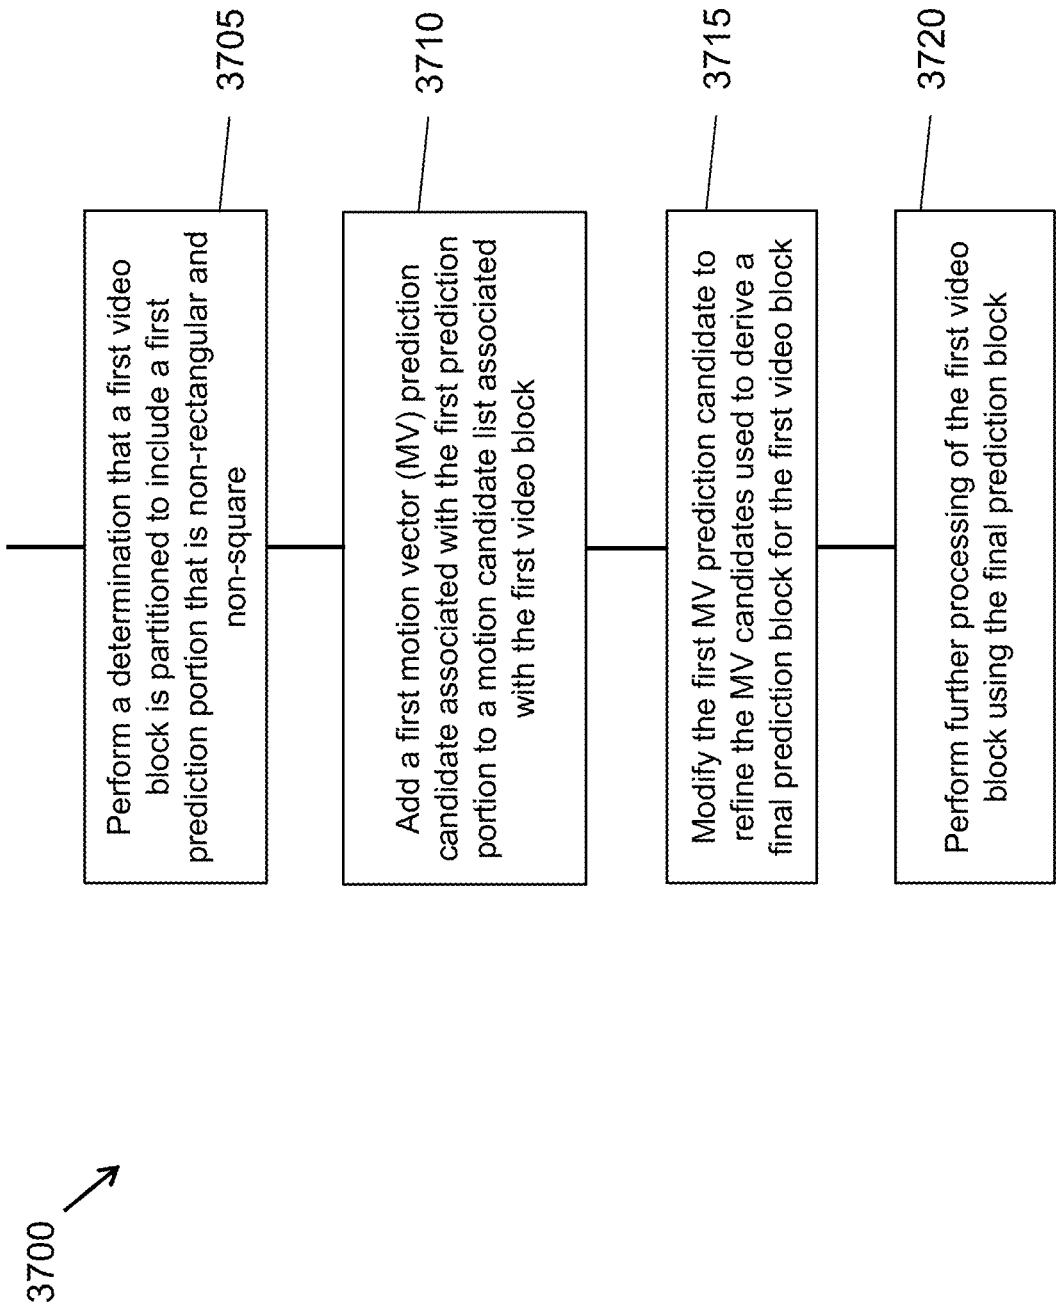 3700
Perform a determination that a first video
block is partitioned to include a first
prediction portion that is non-rectangular and
non-square
3705
Add a first motion vector (MV) prediction
candidate associated with the first prediction
portion to a motion candidate list associated
with the first video block
3710
Modify the first MV prediction candidate to
refine the MV candidates used to derive a
final prediction block for the first video block
3715
Perform further processing of the first video
block using the final prediction block
3720